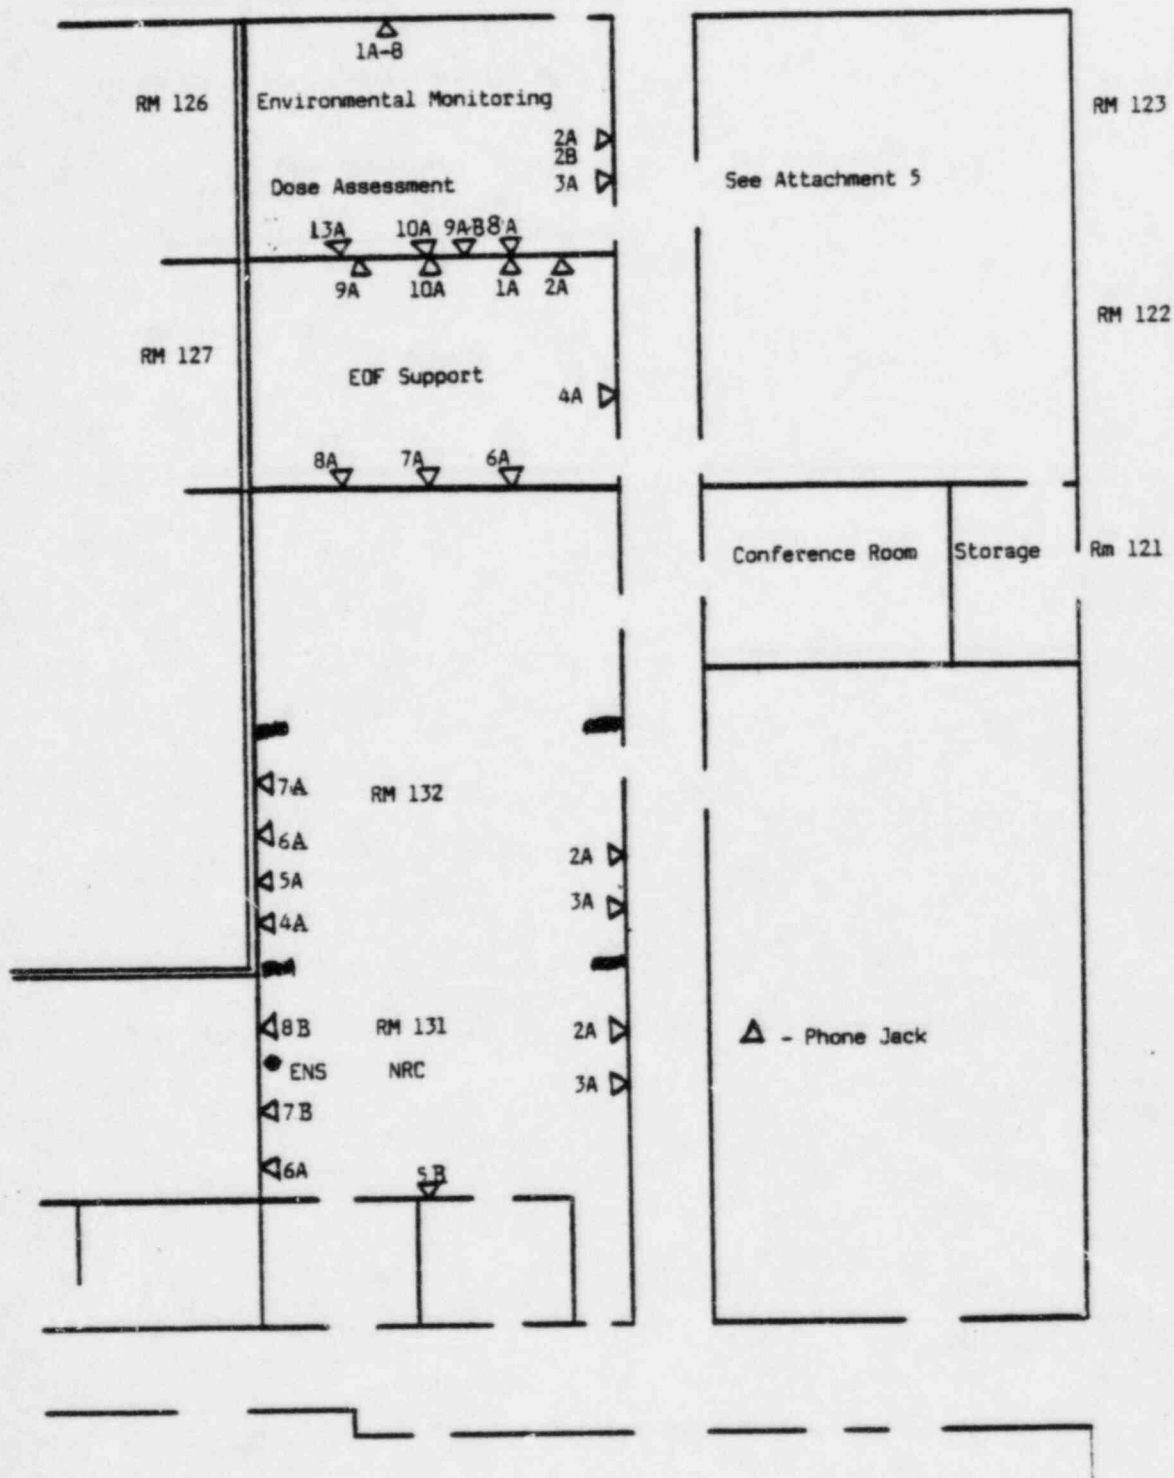 1A-8
RM 126
Environmental Monitoring
RM 123
2A
2B
3A
Dose Assessment
See Attachment 5
13A
10A
9A-B
8A
9A
10A
1A
2A
RM 122
RM 127
EOF Support
4A
8A
7A
6A
Conference Room
Storage
Rm 121
7A
RM 132
6A
2A
5A
3A
4A
8B
RM 131
2A
△ - Phone Jack
ENS
NRC
3A
7B
6A
5B